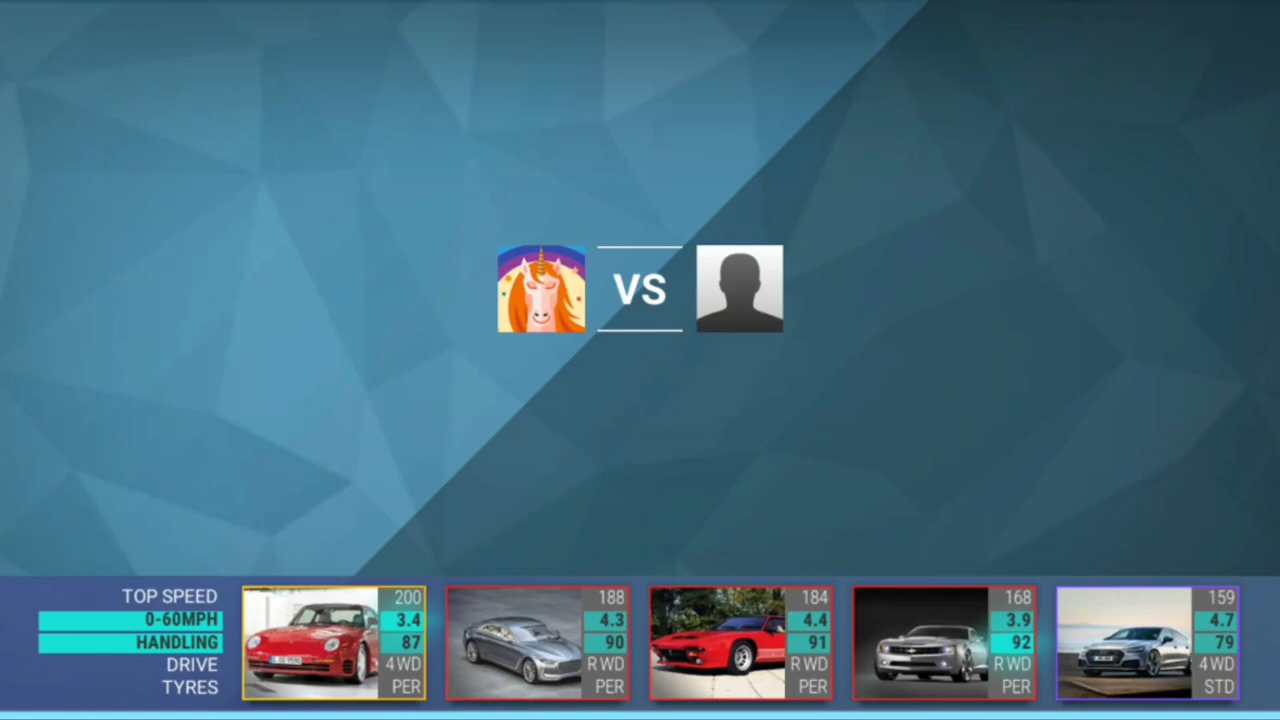 VS
TOP SPEED
0-60MPH
HANDLING
DRIVE
TYRES
200
3.4
87
4WD
PER
188
4.3
90
RWD
PER
184
4.4
91
RWD
PER
168
3.9
92
RWD
PER
159
4.7
79
4WD
STD